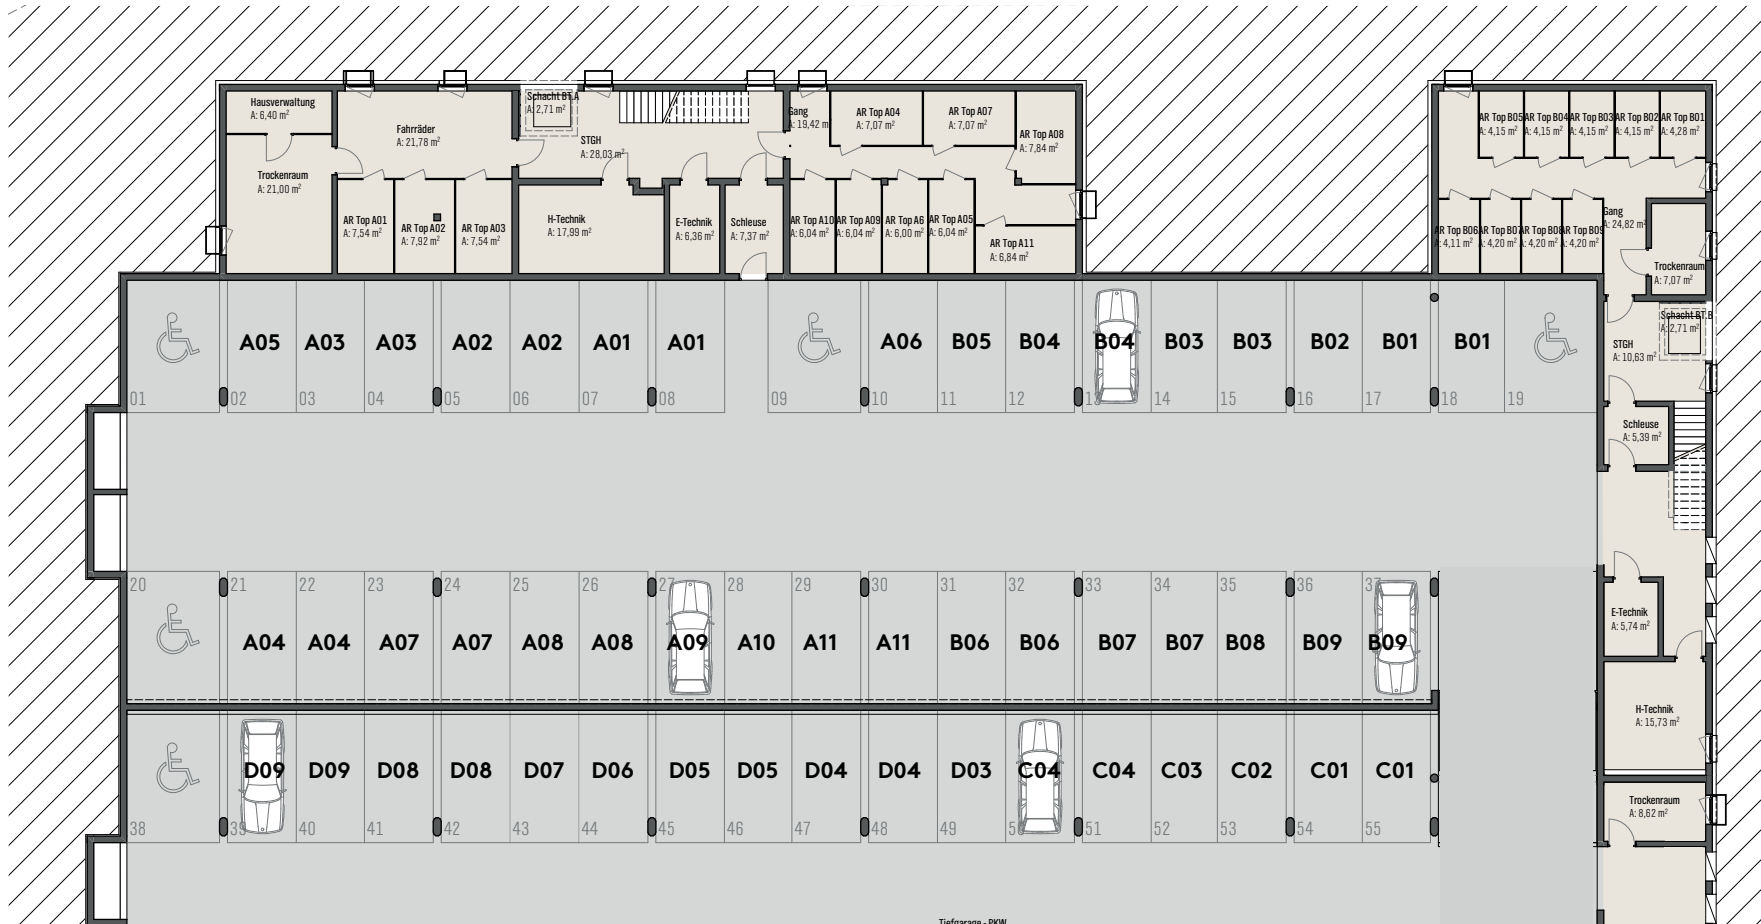 Hausverwaltung
A: 6,40 m²
Fahrräder
A: 21,78 m²
Trockenraum
A: 21,00 m²
AR Top A01
A: 7,54 m²
AR Top A02
A: 7,92 m²
AR Top A03
A: 7,54 m²
Schacht BT.A
A: 2,71 m²
STGH
A: 28,03 m²
H-Technik
A: 17,99 m²
E-Technik
A: 6,36 m²
Schleuse
A: 7,37 m²
Gang
A: 19,42 m
AR Top A04
A: 7,07 m²
AR Top A07
A: 7,07 m²
AR Top A08
A: 7,84 m²
AR Top A10
A: 6,04 m²
AR Top A09
A: 6,04 m²
AR Top A6
A: 6,00 m²
AR Top A05
A: 6,04 m²
AR Top A11
A: 6,84 m²
AR Top B05
A: 4,15 m²
AR Top B04
A: 4,15 m²
AR Top B03
A: 4,15 m²
AR Top B02
A: 4,15 m²
AR Top B01
A: 4,28 m²
AR Top B06
A: 4,11 m²
AR Top B07
A: 4,20 m²
AR Top B08
A: 4,20 m²
AR Top B09
A: 4,20 m²
Gang
A: 24,82 m²
Trockenraum
A: 7,07 m²
Schacht BT.B
A: 2,71 m²
STGH
A: 10,63 m²
Schleuse
A: 5,39 m²
E-Technik
A: 5,74 m²
H-Technik
A: 15,73 m²
Trockenraum
A: 8,62 m²
A05 A03 A03 A02 A02 A01 A01 A06 B05 B04 B04 B03 B03 B02 B01 B01
01 02 03 04 05 06 07 08 09 10 11 12 13 14 15 16 17 18 19
20 21 22 23 24 25 26 27 28 29 30 31 32 33 34 35 36 37
A04 A04 A07 A07 A08 A08 A09 A10 A11 A11 B06 B06 B07 B07 B08 B09 B09
D09 D09 D08 D08 D07 D06 D05 D05 D04 D04 D03 C04 C04 C03 C02 C01 C01
38 39 40 41 42 43 44 45 46 47 48 49 50 51 52 53 54 55
Tiefgarage - PKW